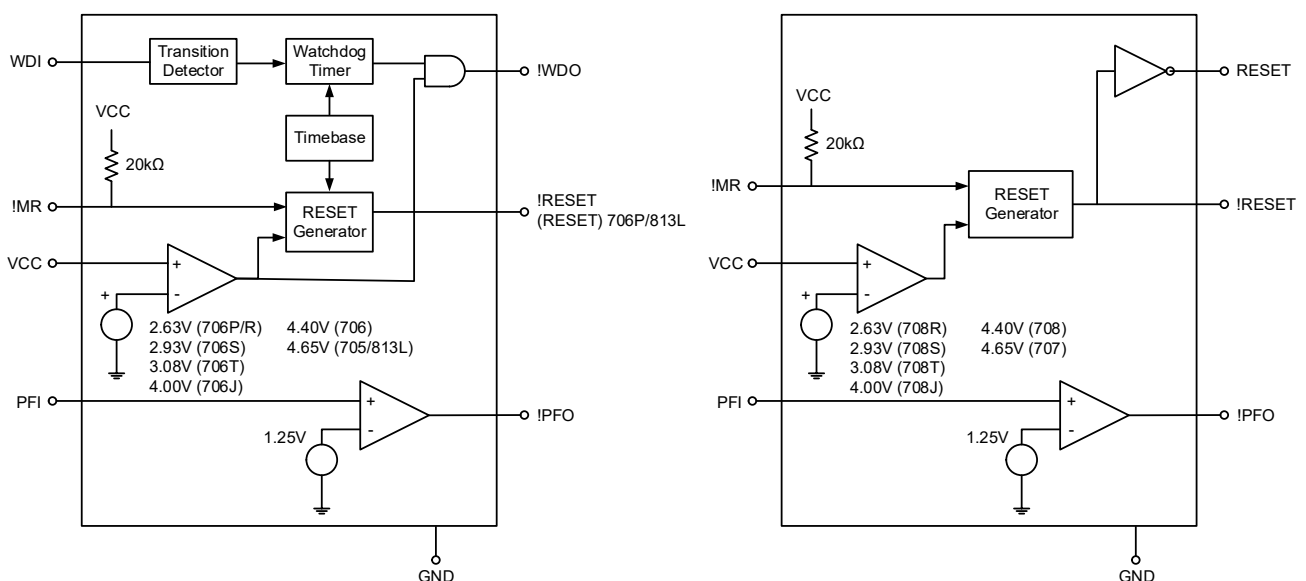 WDI
Transition
Detector
Watchdog
Timer
!WDO
VCC
20kΩ
Timebase
!MR
RESET
Generator
!RESET
(RESET) 706P/813L
VCC
+
-
+
2.63V (706P/R) 4.40V (706)
2.93V (706S) 4.65V (705/813L)
3.08V (706T)
4.00V (706J)
PFI
+
-
!PFO
1.25V
GND
RESET
VCC
20kΩ
!MR
RESET
Generator
!RESET
VCC
+
-
+
2.63V (708R) 4.40V (708)
2.93V (708S) 4.65V (707)
3.08V (708T)
4.00V (708J)
PFI
+
-
!PFO
1.25V
GND